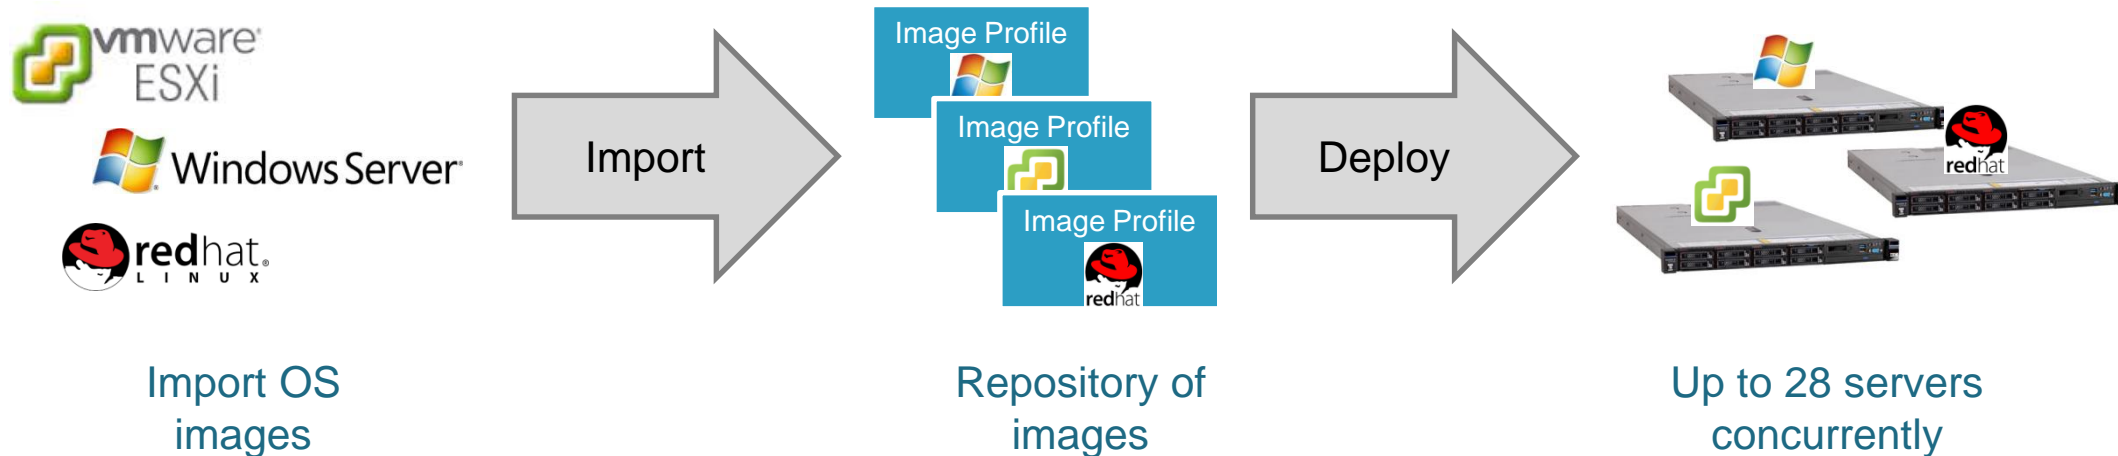 vmware®
ESXi
Windows Server®
redhat®
LINUX
Import
Image Profile
Image Profile
Image Profile
redhat
Deploy
redhat
Import OS
images
Repository of
images
Up to 28 servers
concurrently